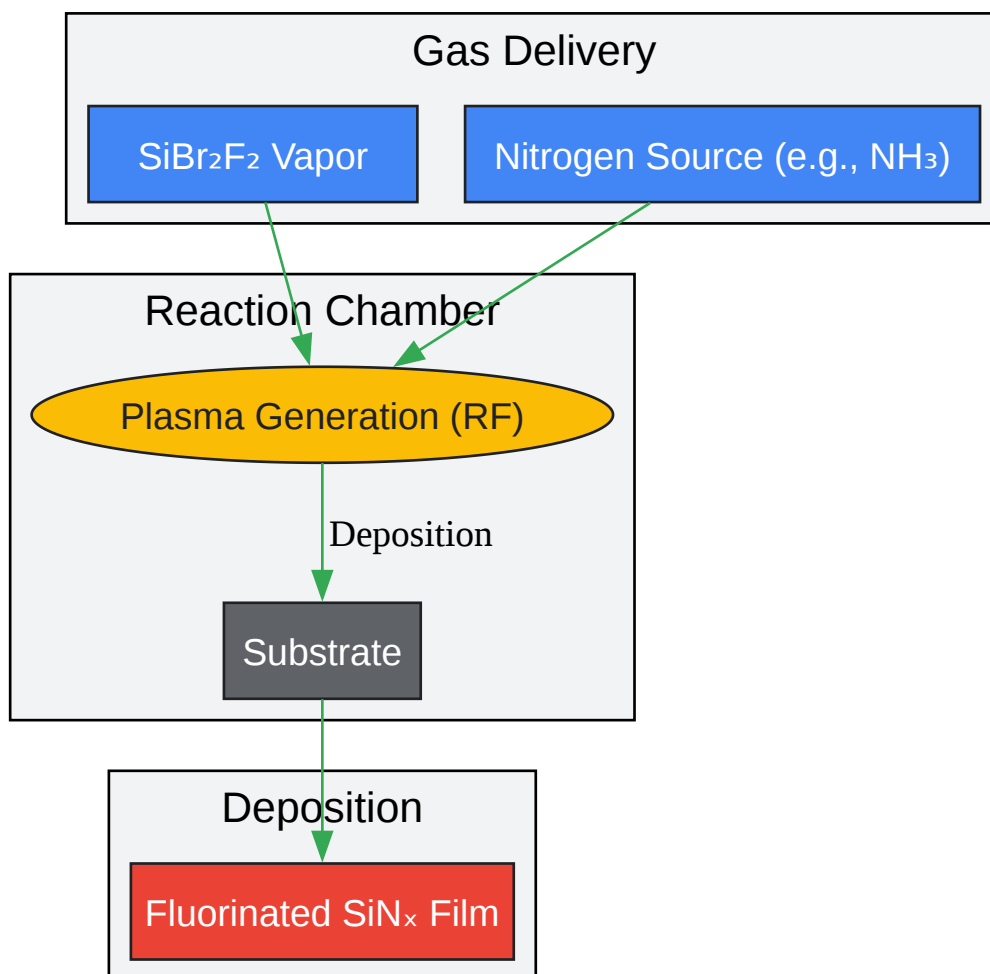 Gas Delivery
SiBr₂F₂ Vapor
Nitrogen Source (e.g., NH₃)
Reaction Chamber
Plasma Generation (RF)
Deposition
Substrate
Deposition
Fluorinated SiNₓ Film